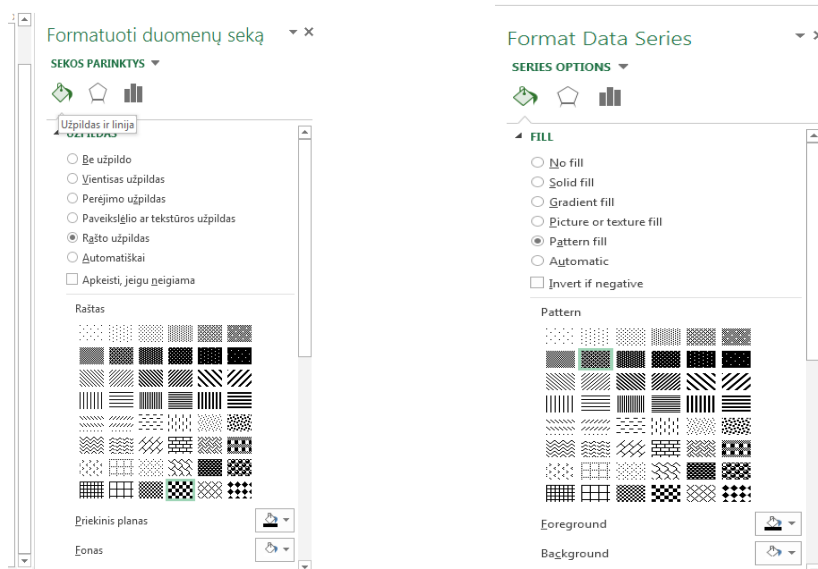 Formatuoti duomenų seką
SEKOS PARINKTYS
Užpildas ir linija
UŽPILDAS
Be užpildo
Vientisas užpildas
Perėjimo užpildas
Paveikslėlio ar tekstūros užpildas
Rašto užpildas
Automatiškai
Apkeisti, jeigu neigiama
Raštas
Priekinis planas
Fonas
Format Data Series
SERIES OPTIONS
FILL
No fill
Solid fill
Gradient fill
Picture or texture fill
Pattern fill
Automatic
Invert if negative
Pattern
Foreground
Background